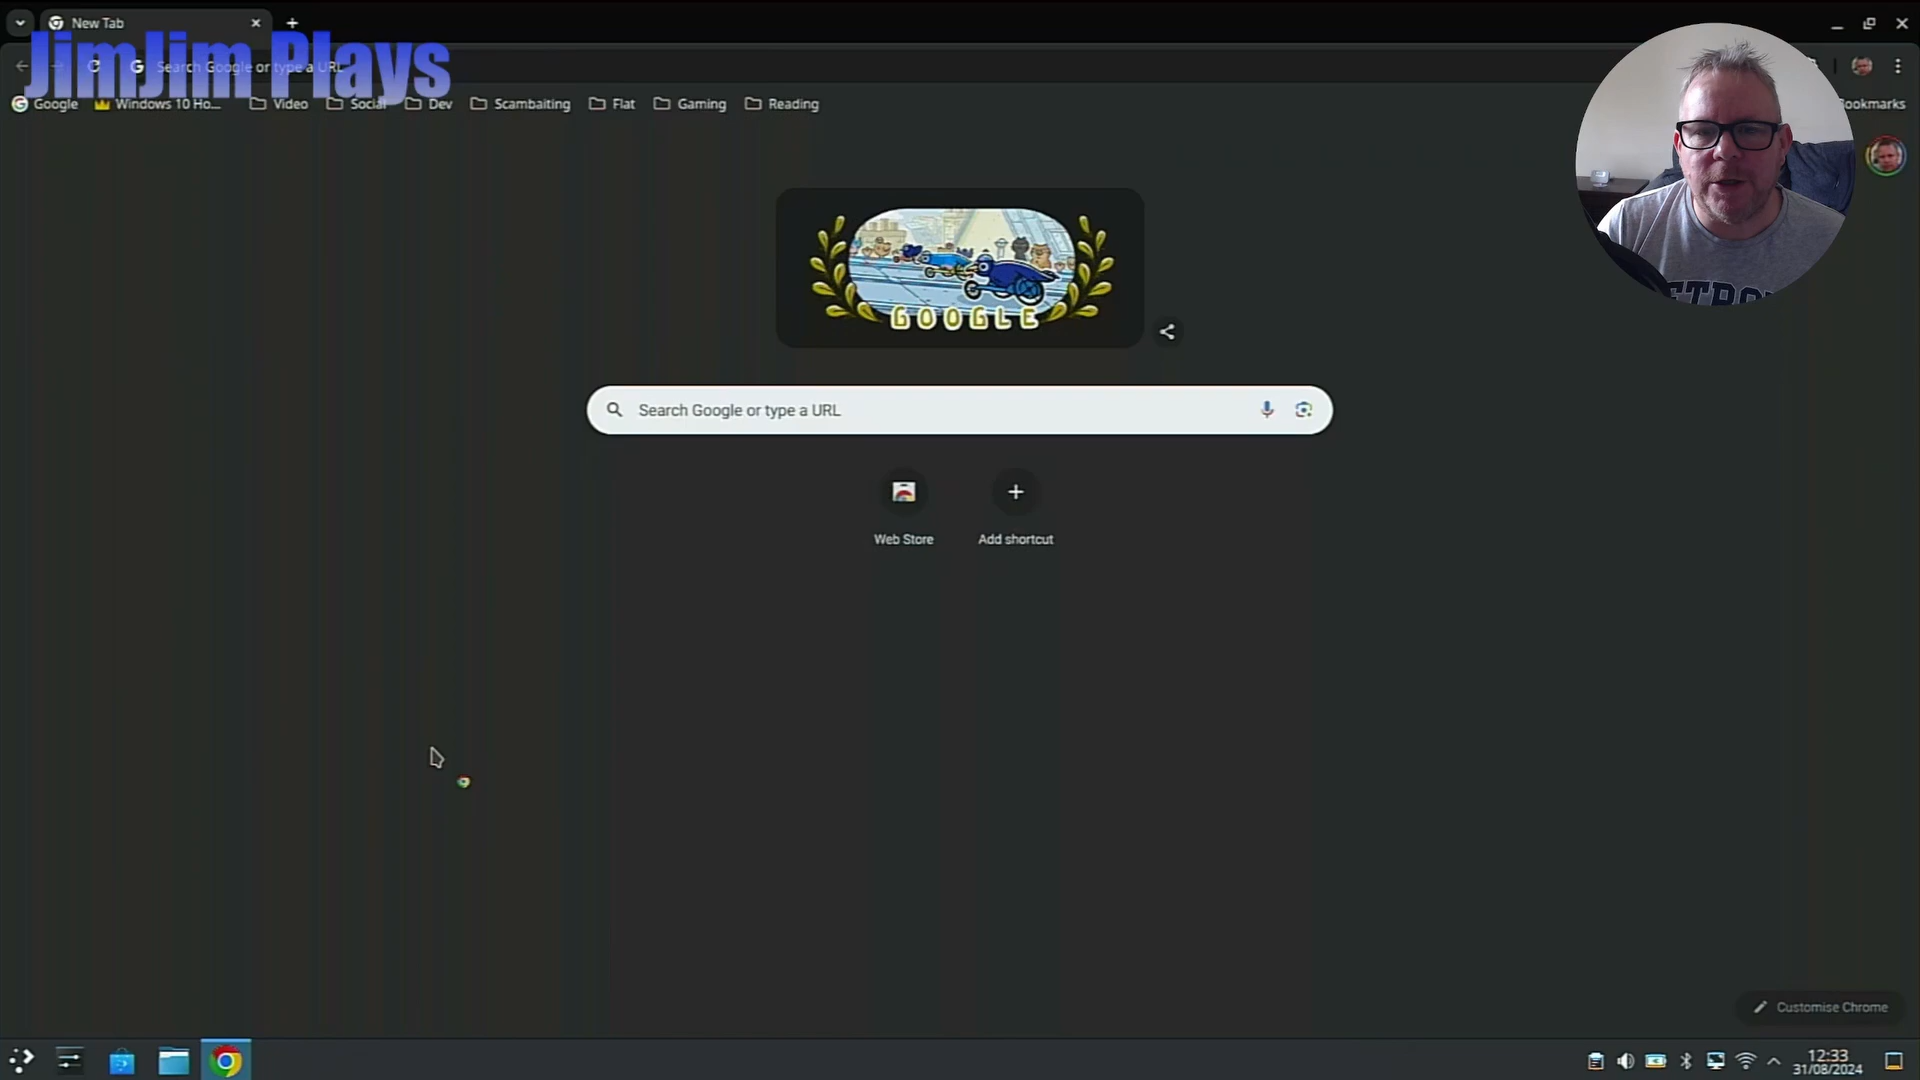 New Tab
JimJim Plays
Search Google or type a URL
Google
Windows 10 Ho...
Video
Social
Dev
Scambaiting
Flat
Gaming
Reading
Bookmarks
GOOGLE
Search Google or type a URL
Web Store
Add shortcut
Customise Chrome
12:33
31/08/2024